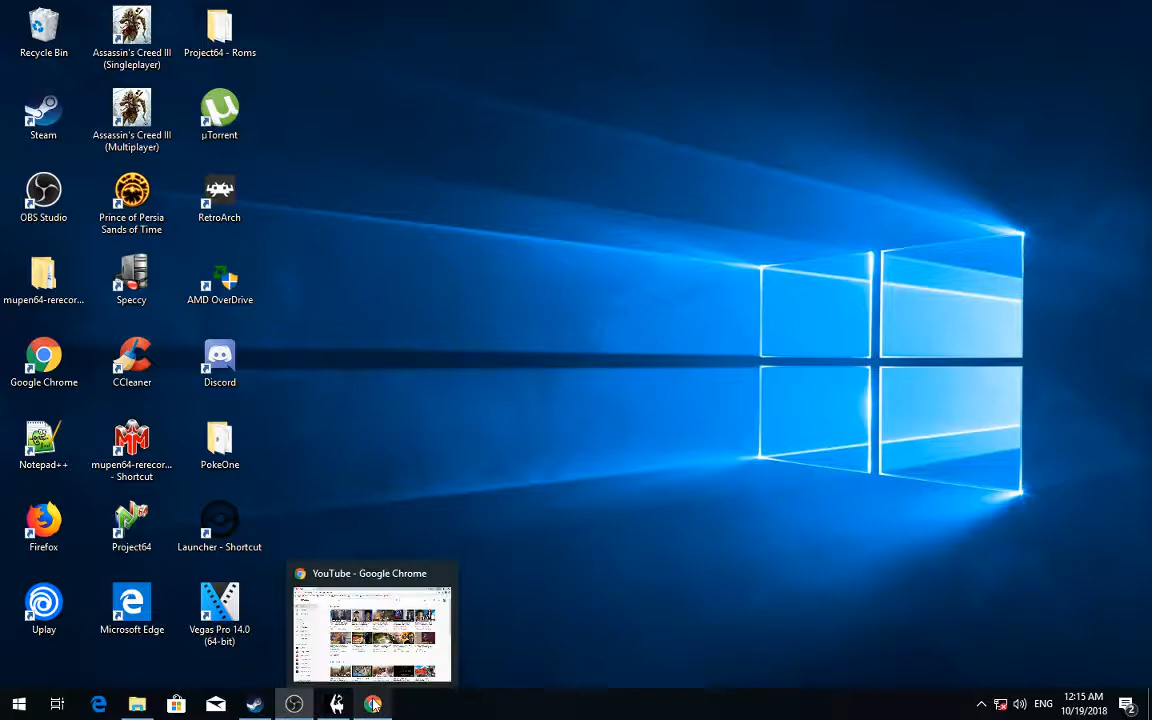 Recycle Bin
Assassin's Creed III
(Singleplayer)
Project64 - Roms
Steam
Assassin's Creed III
(Multiplayer)
µTorrent
OBS Studio
Prince of Persia
Sands of Time
RetroArch
mupen64-rerecor...
Speccy
AMD OverDrive
Google Chrome
CCleaner
Discord
Notepad++
mupen64-rerecor...
- Shortcut
PokeOne
Firefox
Project64
Launcher - Shortcut
Uplay
Microsoft Edge
Vegas Pro 14.0
(64-bit)
YouTube - Google Chrome
ENG
12:15 AM
10/19/2018
2